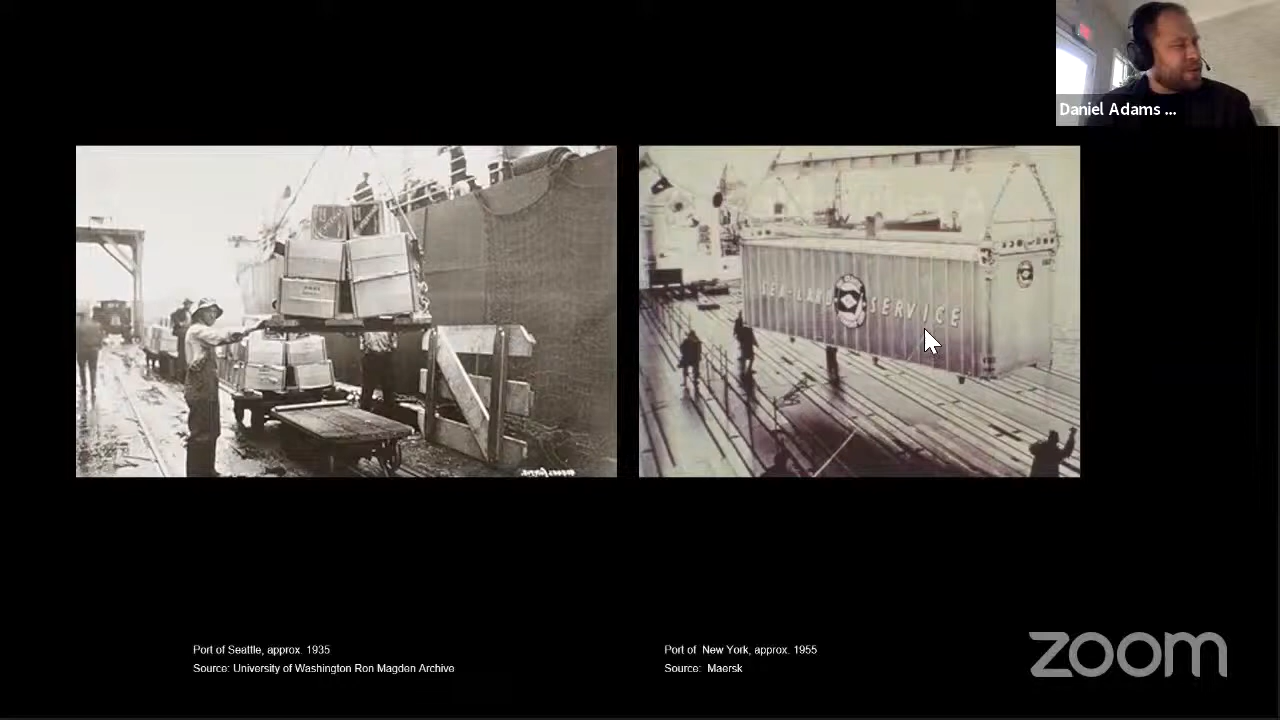 Daniel Adams ...
SEA-LAND SERVICE
Port of Seattle, approx. 1935
Source: University of Washington Ron Magden Archive
Port of  New York, approx. 1955
Source:  Maersk
zoom